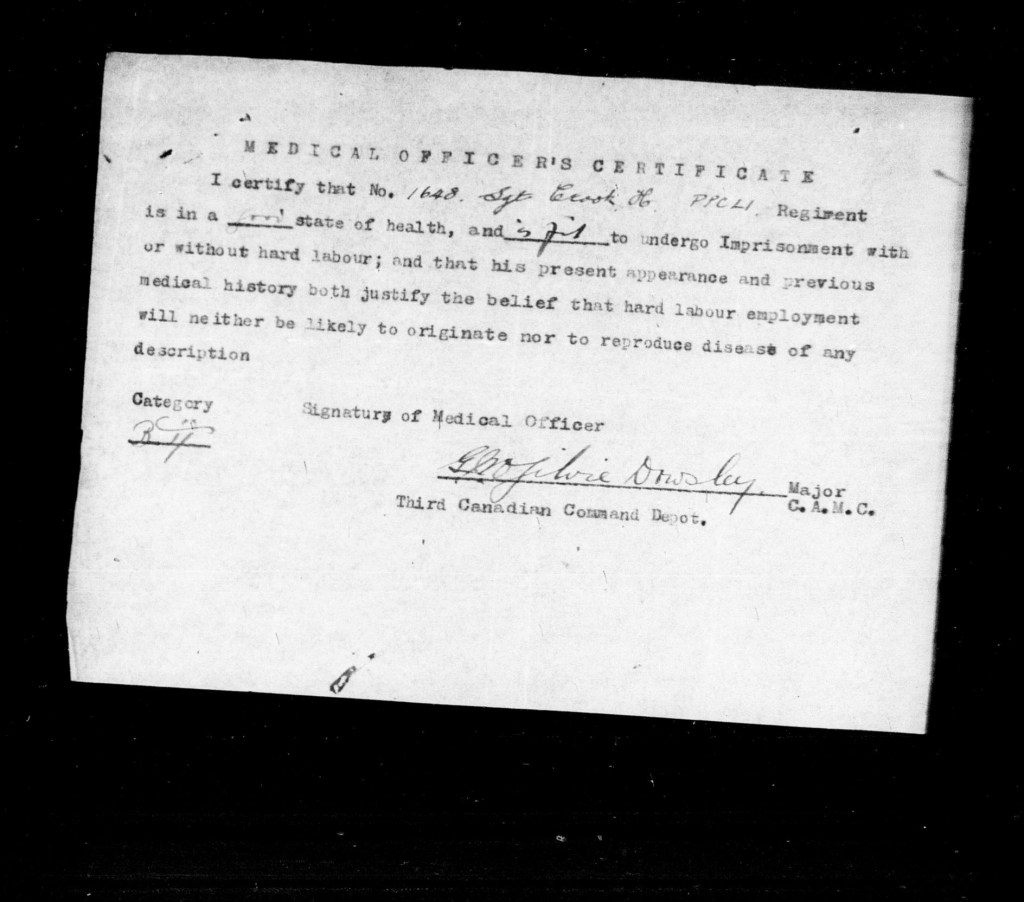 MEDICAL OFFICER'S CERTIFICATE
I certify that No. 1648. Sgt Crook H. PPCLI. Regiment
is in a good state of health, and is fit to undergo Imprisonment with
or without hard labour; and that his present appearance and previous
medical history both justify the belief that hard labour employment
will neither be likely to originate nor to reproduce disease of any
description
Category
Signature of Medical Officer
B II
G Ogilvie Dowsley. Major
C.A.M.C.
Third Canadian Command Depot.